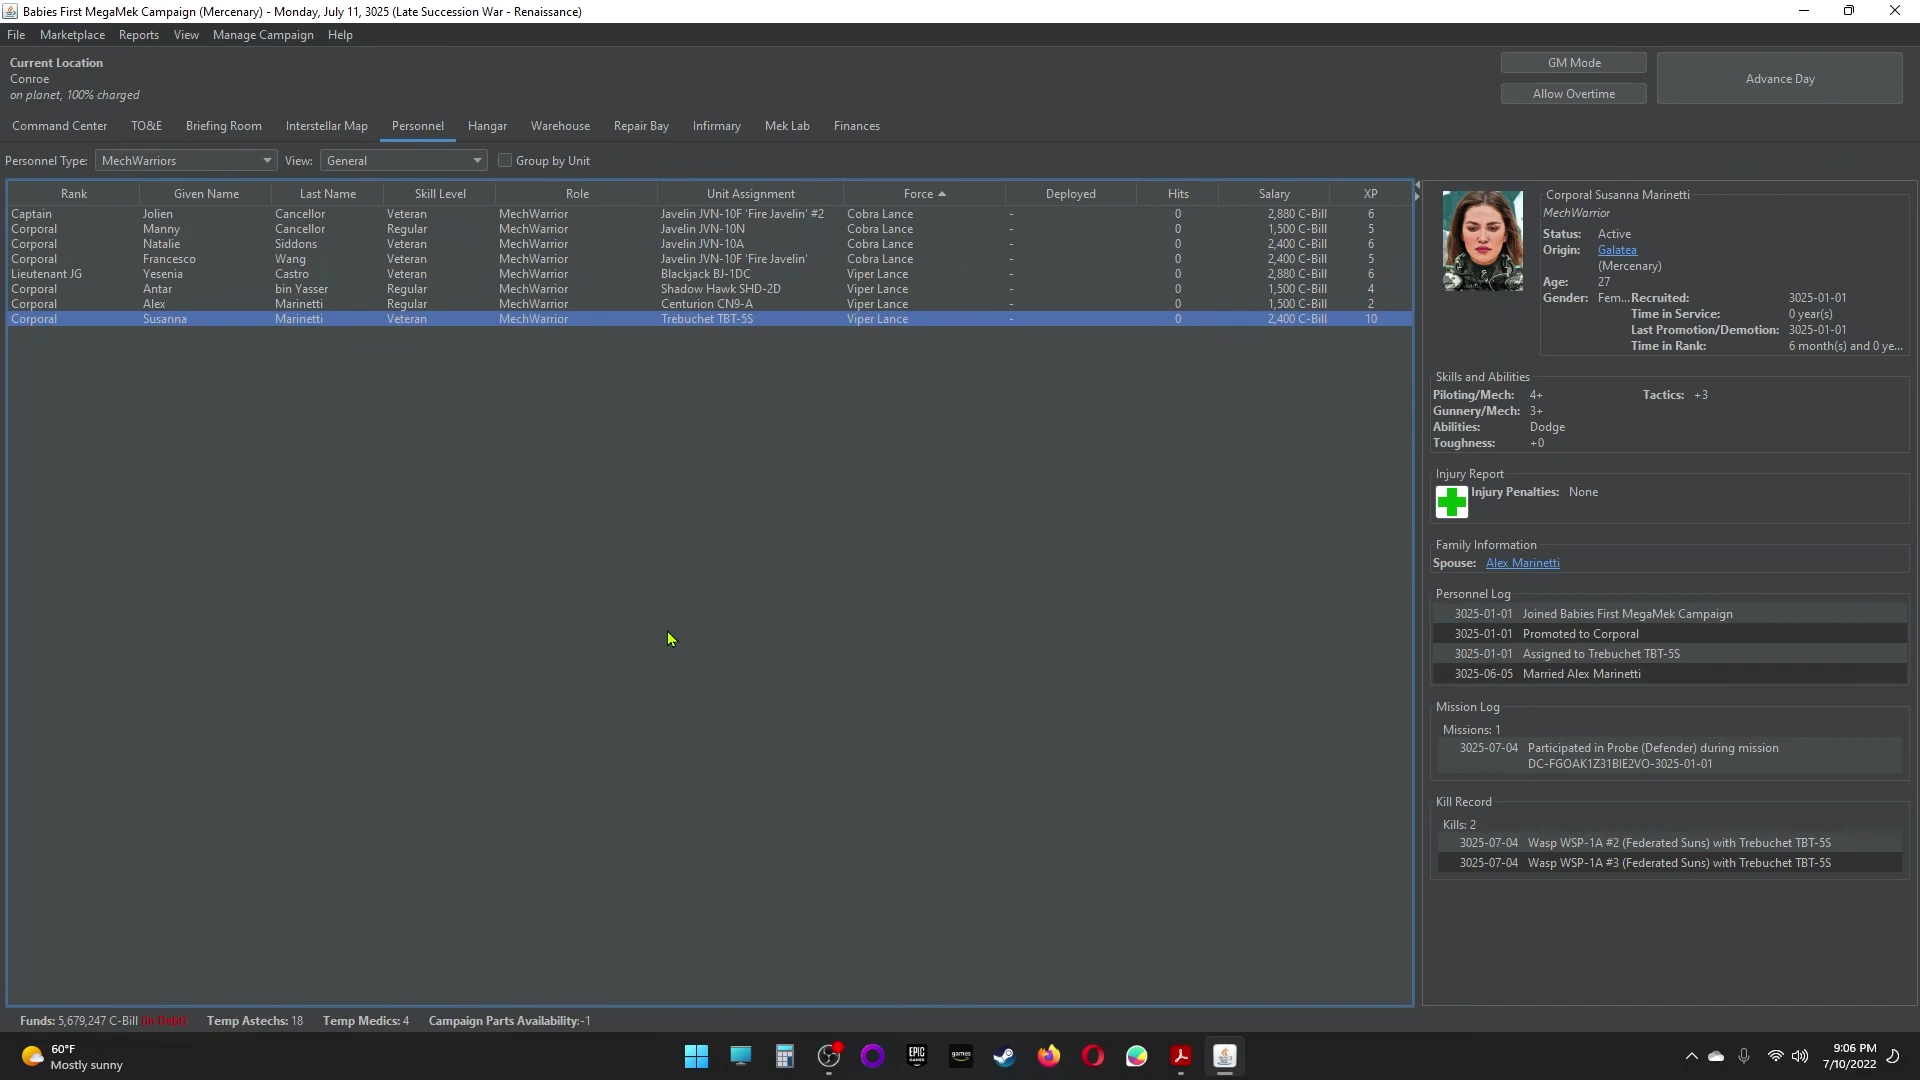 Babies First MegaMek Campaign (Mercenary) - Monday, July 11, 3025 (Late Succession War - Renaissance)
File Marketplace Reports View Manage Campaign Help
Current Location
Conroe
on planet, 100% charged
GM Mode
Allow Overtime
Advance Day
Command Center TO&E Briefing Room Interstellar Map Personnel Hangar Warehouse Repair Bay Infirmary Mek Lab Finances
Personnel Type: MechWarriors View: General Group by Unit
Rank Given Name Last Name Skill Level Role Unit Assignment Force Deployed Hits Salary XP
Captain Jolien Cancellor Veteran MechWarrior Javelin JVN-10F 'Fire Javelin' #2 Cobra Lance - 0 2,880 C-Bill 6
Corporal Manny Cancellor Regular MechWarrior Javelin JVN-10N Cobra Lance - 0 1,500 C-Bill 5
Corporal Natalie Siddons Veteran MechWarrior Javelin JVN-10A Cobra Lance - 0 2,400 C-Bill 6
Corporal Francesco Wang Veteran MechWarrior Javelin JVN-10F 'Fire Javelin' Cobra Lance - 0 2,400 C-Bill 5
Lieutenant JG Yesenia Castro Veteran MechWarrior Blackjack BJ-1DC Viper Lance - 0 2,880 C-Bill 6
Corporal Antar bin Yasser Regular MechWarrior Shadow Hawk SHD-2D Viper Lance - 0 1,500 C-Bill 4
Corporal Alex Marinetti Regular MechWarrior Centurion CN9-A Viper Lance - 0 1,500 C-Bill 2
Corporal Susanna Marinetti Veteran MechWarrior Trebuchet TBT-5S Viper Lance - 0 2,400 C-Bill 10
Corporal Susanna Marinetti
MechWarrior
Status: Active
Origin: Galatea
(Mercenary)
Age: 27
Gender: Fem... Recruited: 3025-01-01
Time in Service: 0 year(s)
Last Promotion/Demotion: 3025-01-01
Time in Rank: 6 month(s) and 0 ye...
Skills and Abilities
Piloting/Mech: 4+ Tactics: +3
Gunnery/Mech: 3+
Abilities: Dodge
Toughness: +0
Injury Report
Injury Penalties: None
Family Information
Spouse: Alex Marinetti
Personnel Log
3025-01-01 Joined Babies First MegaMek Campaign
3025-01-01 Promoted to Corporal
3025-01-01 Assigned to Trebuchet TBT-5S
3025-06-05 Married Alex Marinetti
Mission Log
Missions: 1
3025-07-04 Participated in Probe (Defender) during mission
DC-FGOAK1Z31BIE2VO-3025-01-01
Kill Record
Kills: 2
3025-07-04 Wasp WSP-1A #2 (Federated Suns) with Trebuchet TBT-5S
3025-07-04 Wasp WSP-1A #3 (Federated Suns) with Trebuchet TBT-5S
Funds: 5,679,247 C-Bill (in Debt) Temp Astechs: 18 Temp Medics: 4 Campaign Parts Availability:-1
60°F
Mostly sunny
EPIC GAMES
games
9:06 PM
7/10/2022